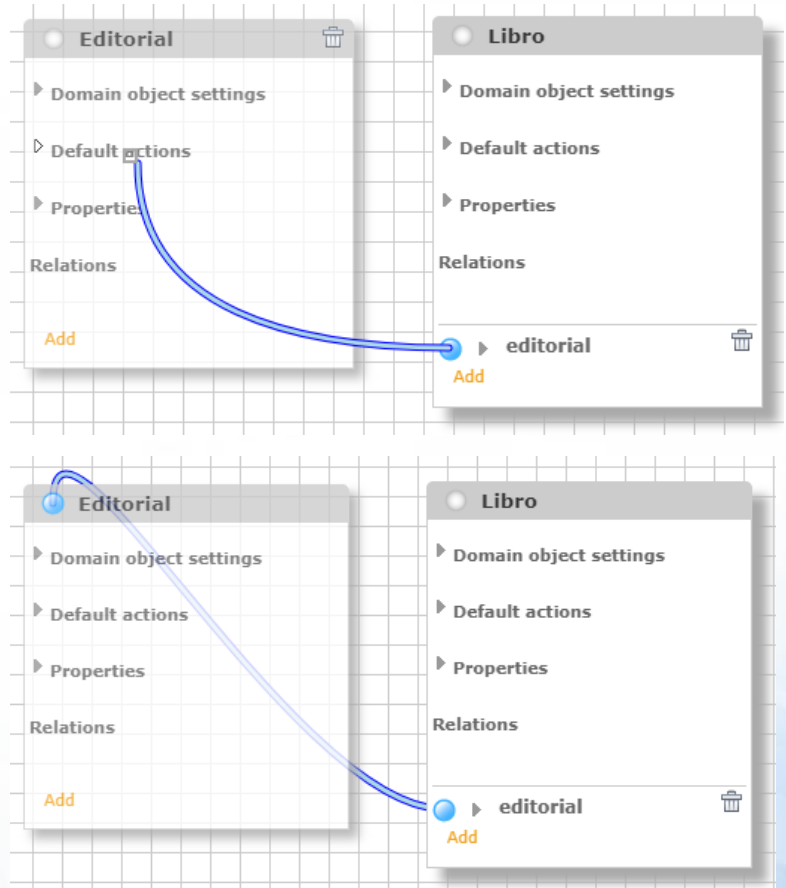 Editorial
Domain object settings
Default actions
Properties
Relations
Add
Libro
Domain object settings
Default actions
Properties
Relations
editorial
Add
Editorial
Domain object settings
Default actions
Properties
Relations
Add
Libro
Domain object settings
Default actions
Properties
Relations
editorial
Add